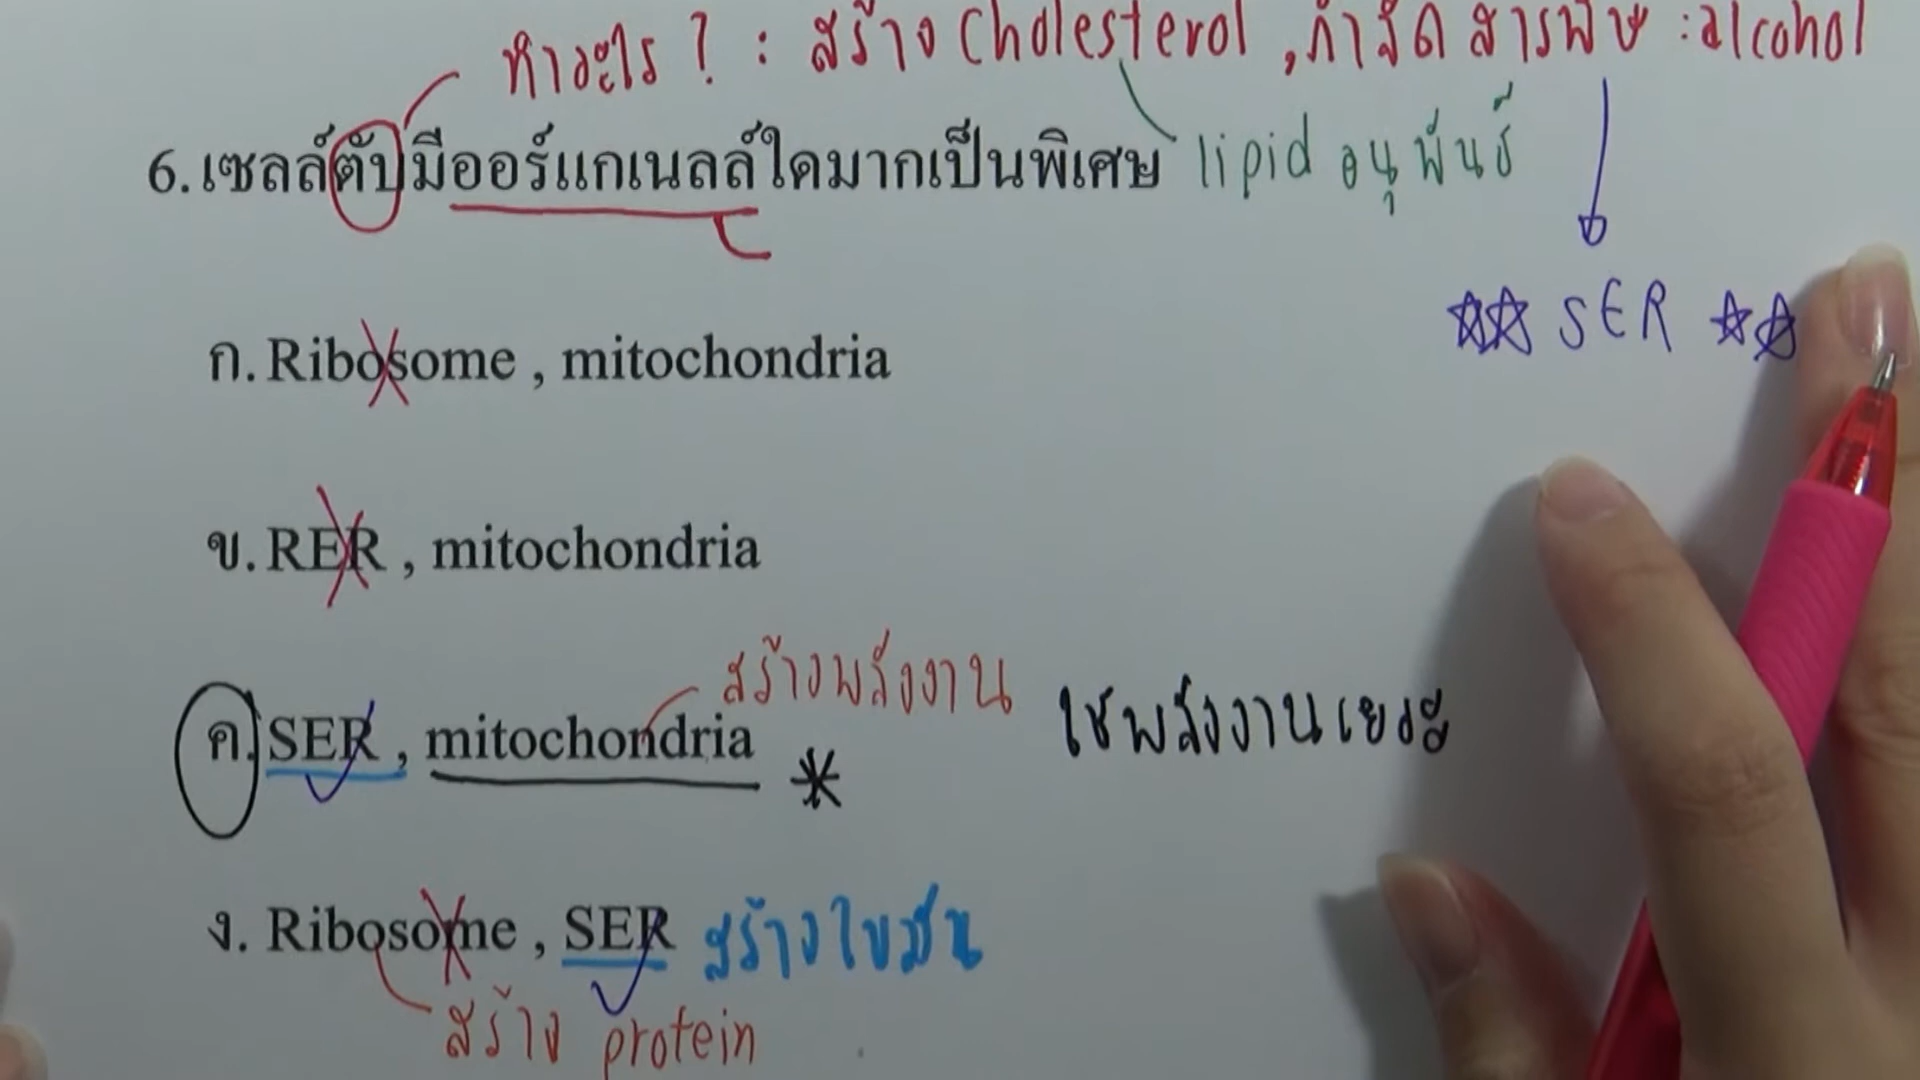 ทำอะไร ? : สร้าง cholesterol , กำจัด สารพิษ : alcohol
6. เซลล์ตับมีออร์แกเนลล์ใดมากเป็นพิเศษ lipid อนุพันธ์
SER
ก. Ribosome , mitochondria
ข. RER , mitochondria
สร้างพลังงาน
ค. SER , mitochondria * ใช้พลังงานเยอะ
ง. Ribosome , SER สร้างไขมัน
สร้าง protein